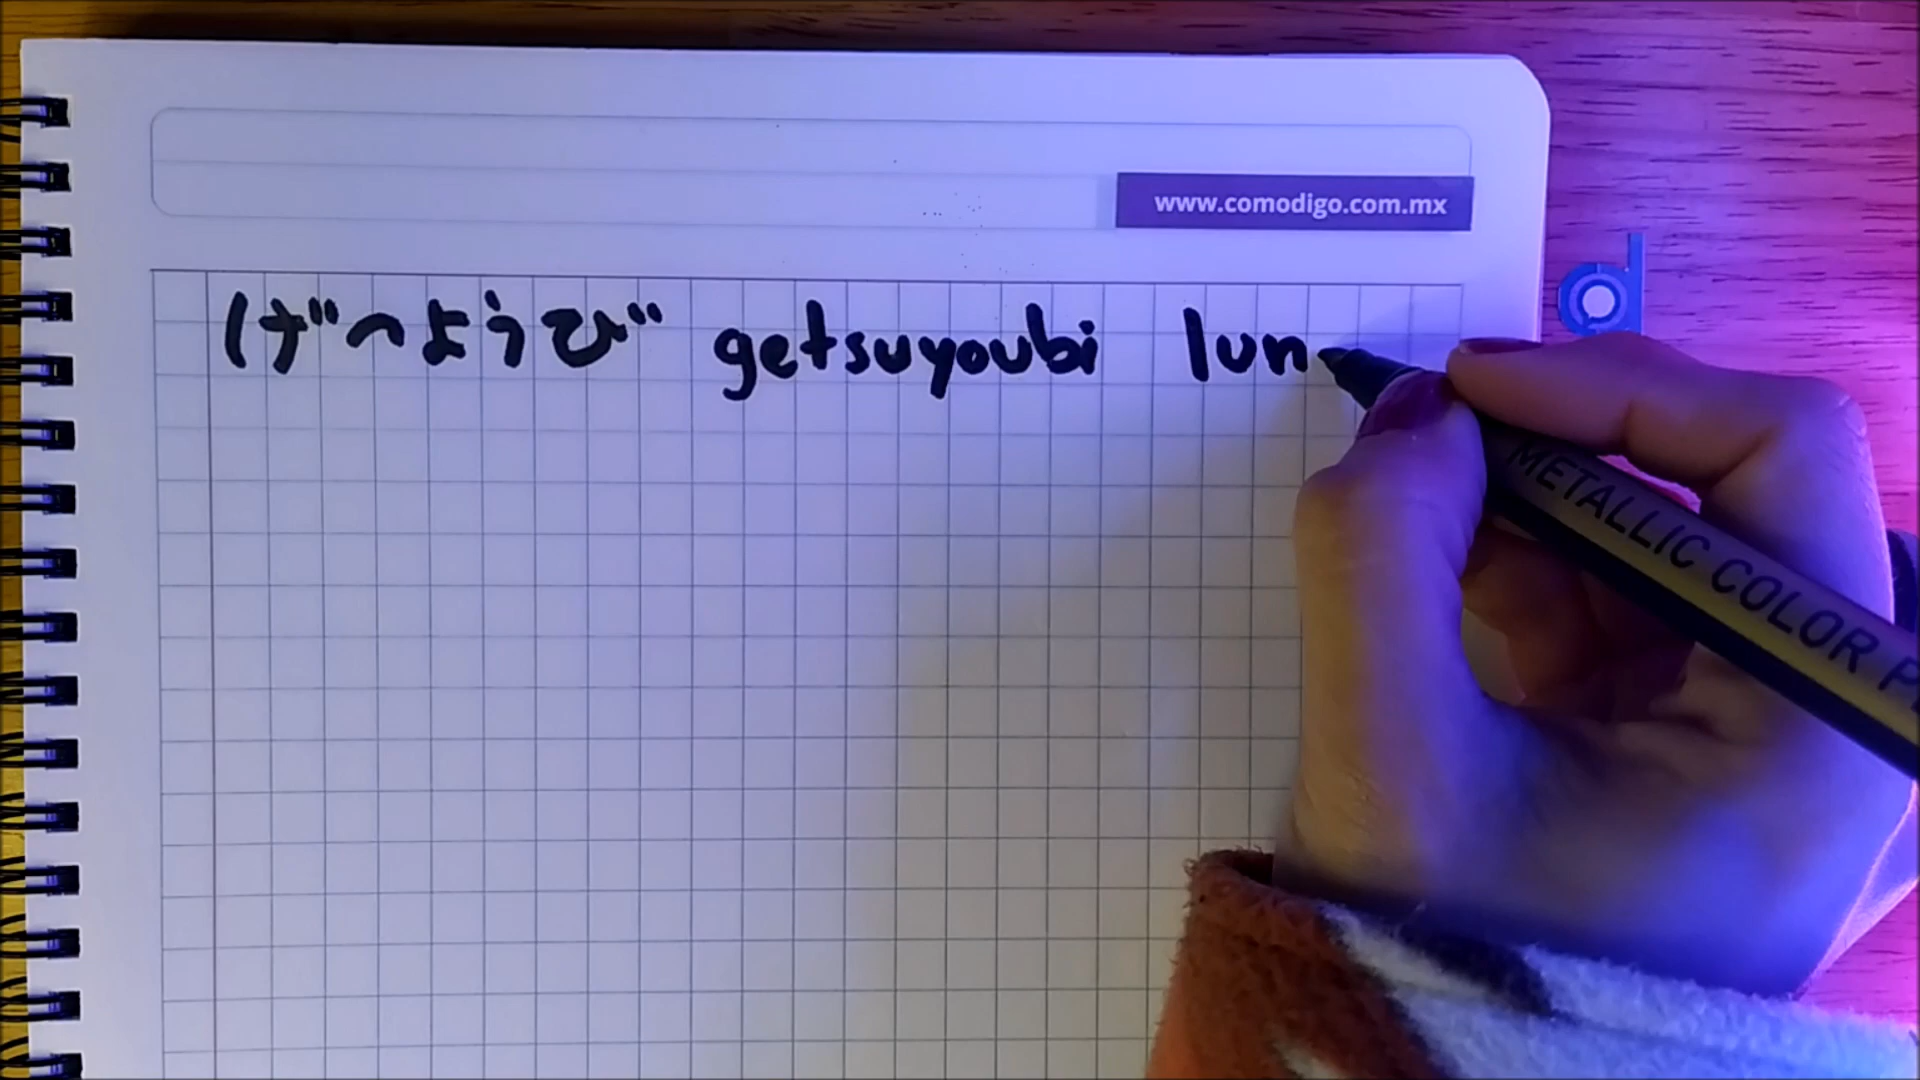 www.comodigo.com.mx
げつようび getsuyoubi lun
METALLIC COLOR P